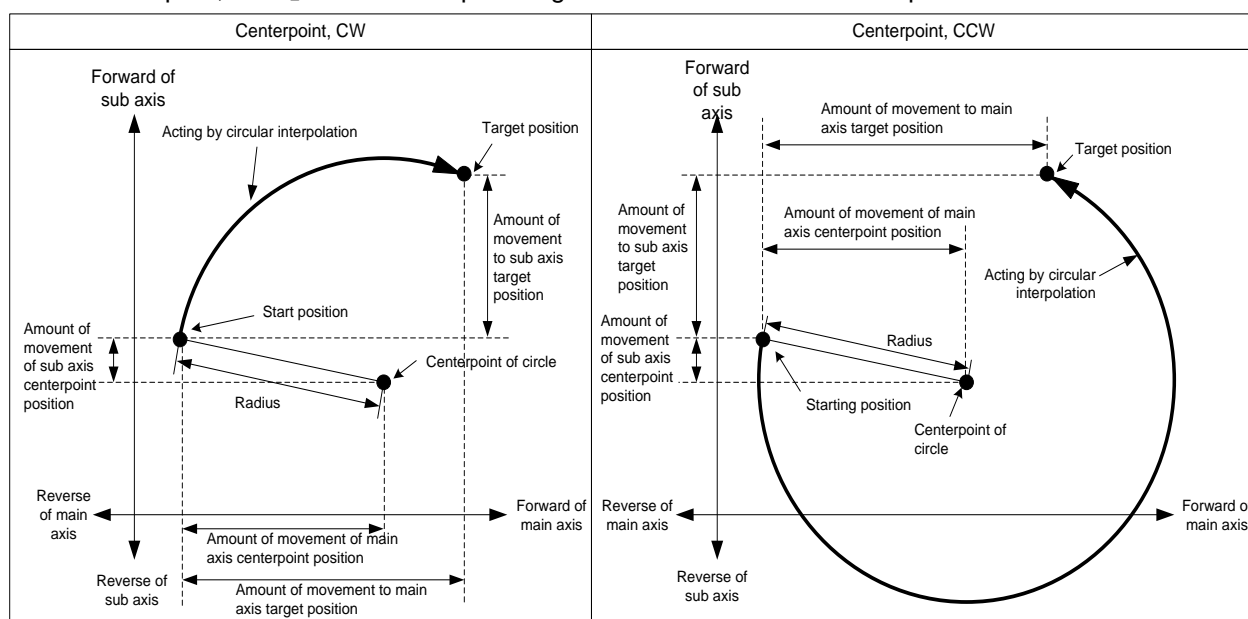 Centerpoint, CW
Forward of
sub axis
Acting by circular interpolation
Target position
Amount of
movement
to sub axis
target
position
Start position
Amount of
movement
of sub axis
centerpoint
position
Centerpoint of circle
Radius
Reverse
of main
axis
Forward of
main axis
Amount of movement of main
axis centerpoint position
Reverse of
sub axis
Amount of movement to main
axis target position
Centerpoint, CCW
Forward
of sub
axis
Amount of movement to main
axis target position
Target position
Amount of
movement
to sub axis
target
position
Amount of movement of main
axis centerpoint position
Acting by circular
interpolation
Amount of
movement
of sub axis
centerpoint
position
Radius
Starting position
Centerpoint of
circle
Reverse of
main axis
Forward of
main axis
Reverse of
sub axis